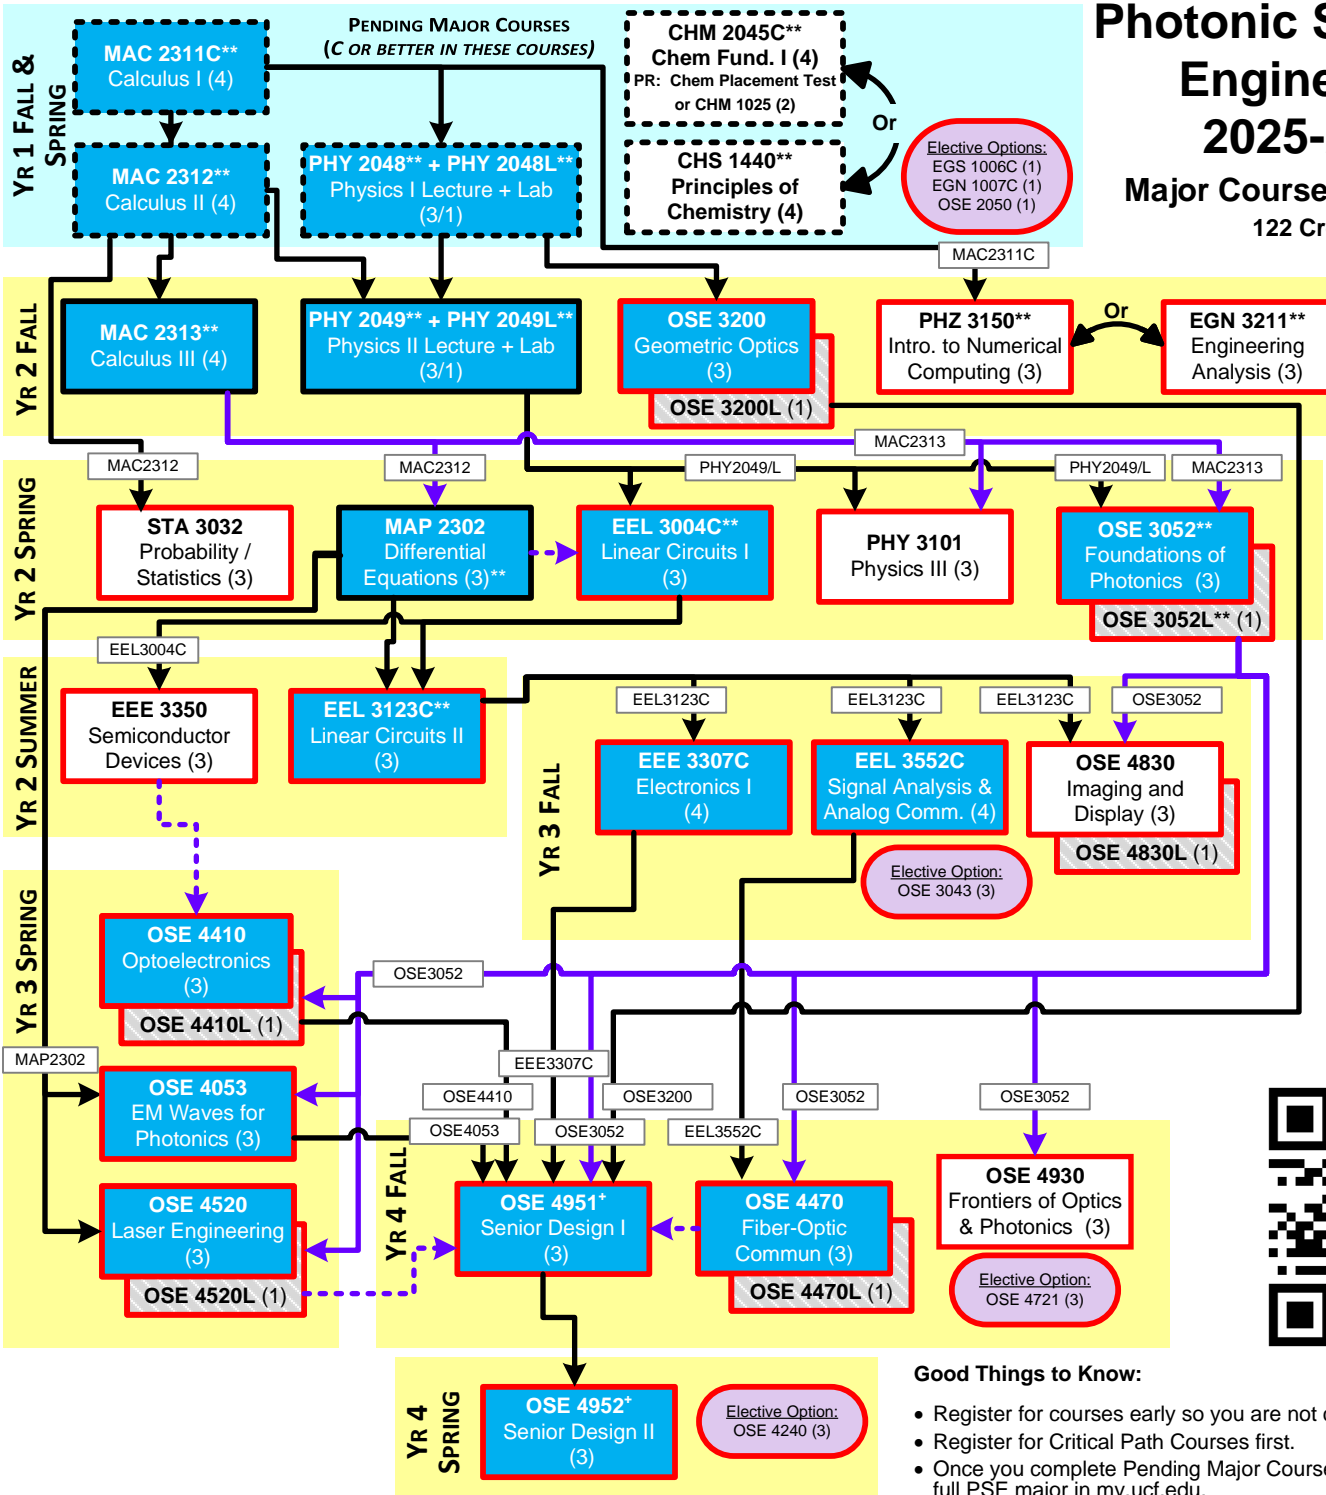 Photonic S
Engine
2025-
Major Course
122 Cr
YR 1 FALL &
SPRING
PENDING MAJOR COURSES
(C OR BETTER IN THESE COURSES)
MAC 2311C**
Calculus I (4)
CHM 2045C**
Chem Fund. I (4)
PR: Chem Placement Test
or CHM 1025 (2)
Or
MAC 2312**
Calculus II (4)
PHY 2048** + PHY 2048L**
Physics I Lecture + Lab
(3/1)
CHS 1440**
Principles of
Chemistry (4)
Elective Options:
EGS 1006C (1)
EGN 1007C (1)
OSE 2050 (1)
MAC2311C
YR 2 FALL
MAC 2313**
Calculus III (4)
PHY 2049** + PHY 2049L**
Physics II Lecture + Lab
(3/1)
OSE 3200
Geometric Optics
(3)
OSE 3200L (1)
PHZ 3150**
Intro. to Numerical
Computing (3)
Or
EGN 3211**
Engineering
Analysis (3)
MAC2313
MAC2312
MAC2312
PHY2049/L
PHY2049/L
MAC2313
YR 2 SPRING
STA 3032
Probability /
Statistics (3)
MAP 2302
Differential
Equations (3)**
EEL 3004C**
Linear Circuits I
(3)
PHY 3101
Physics III (3)
OSE 3052**
Foundations of
Photonics (3)
OSE 3052L** (1)
EEL3004C
YR 2 SUMMER
EEE 3350
Semiconductor
Devices (3)
EEL 3123C**
Linear Circuits II
(3)
EEL3123C
EEL3123C
EEL3123C
OSE3052
YR 3 FALL
EEE 3307C
Electronics I
(4)
EEL 3552C
Signal Analysis &
Analog Comm. (4)
OSE 4830
Imaging and
Display (3)
OSE 4830L (1)
Elective Option:
OSE 3043 (3)
YR 3 SPRING
OSE 4410
Optoelectronics
(3)
OSE 4410L (1)
OSE3052
MAP2302
OSE 4053
EM Waves for
Photonics (3)
OSE 4520
Laser Engineering
(3)
OSE 4520L (1)
EEE3307C
OSE4410
OSE3200
OSE3052
OSE3052
OSE4053
OSE3052
EEL3552C
YR 4 FALL
OSE 4951+
Senior Design I
(3)
OSE 4470
Fiber-Optic
Commun (3)
OSE 4470L (1)
OSE 4930
Frontiers of Optics
& Photonics (3)
Elective Option:
OSE 4721 (3)
YR 4
SPRING
OSE 4952+
Senior Design II
(3)
Elective Option:
OSE 4240 (3)
Good Things to Know:
• Register for courses early so you are not
• Register for Critical Path Courses first.
• Once you complete Pending Major Course
full PSE major in my.ucf.edu.